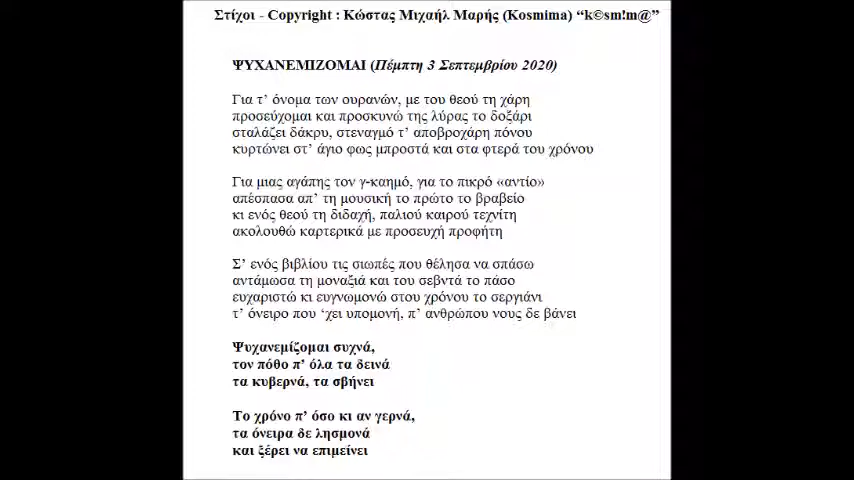 Στίχοι - Copyright : Κώστας Μιχαήλ Μαρής (Kosmima) “k©sm!m@”
ΨΥΧΑΝΕΜΙΖΟΜΑΙ (Πέμπτη 3 Σεπτεμβρίου 2020)
Για τ’ όνομα των ουρανών, με του θεού τη χάρη
προσεύχομαι και προσκυνώ της λύρας το δοξάρι
σταλάζει δάκρυ, στεναγμό τ’ αποβροχάρη πόνου
κυρτώνει στ’ άγιο φως μπροστά και στα φτερά του χρόνου
Για μιας αγάπης τον γ-καημό, για το πικρό «αντίο»
απέσπασα απ’ τη μουσική το πρώτο το βραβείο
κι ενός θεού τη διδαχή, παλιού καιρού τεχνίτη
ακολουθώ καρτερικά με προσευχή προφήτη
Σ’ ενός βιβλίου τις σιωπές που θέλησα να σπάσω
αντάμωσα τη μοναξιά και του σεβντά το πάσο
ευχαριστώ κι ευγνωμονώ στου χρόνου το σεργιάνι
τ’ όνειρο που ‘χει υπομονή, π’ ανθρώπου νους δε βάνει
Ψυχανεμίζομαι συχνά,
τον πόθο π’ όλα τα δεινά
τα κυβερνά, τα σβήνει
Το χρόνο π’ όσο κι αν γερνά,
τα όνειρα δε λησμονά
και ξέρει να επιμείνει